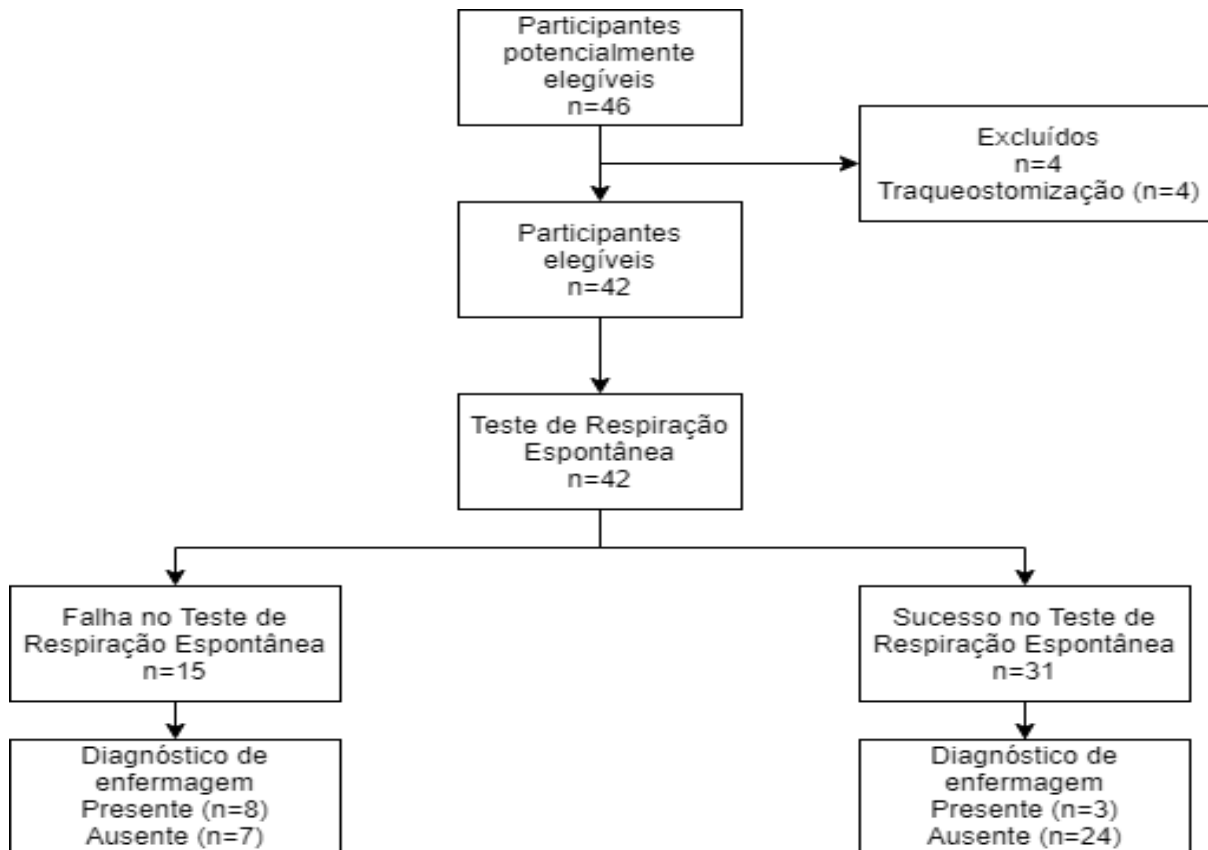 Participantes
potencialmente
elegíveis
n=46
Excluídos
n=4
Traqueostomização (n=4)
Participantes
elegíveis
n=42
Teste de Respiração
Espontânea
n=42
Falha no Teste de
Respiração Espontânea
n=15
Sucesso no Teste de
Respiração Espontânea
n=31
Diagnóstico de
enfermagem
Presente (n=8)
Ausente (n=7)
Diagnóstico de
enfermagem
Presente (n=3)
Ausente (n=24)